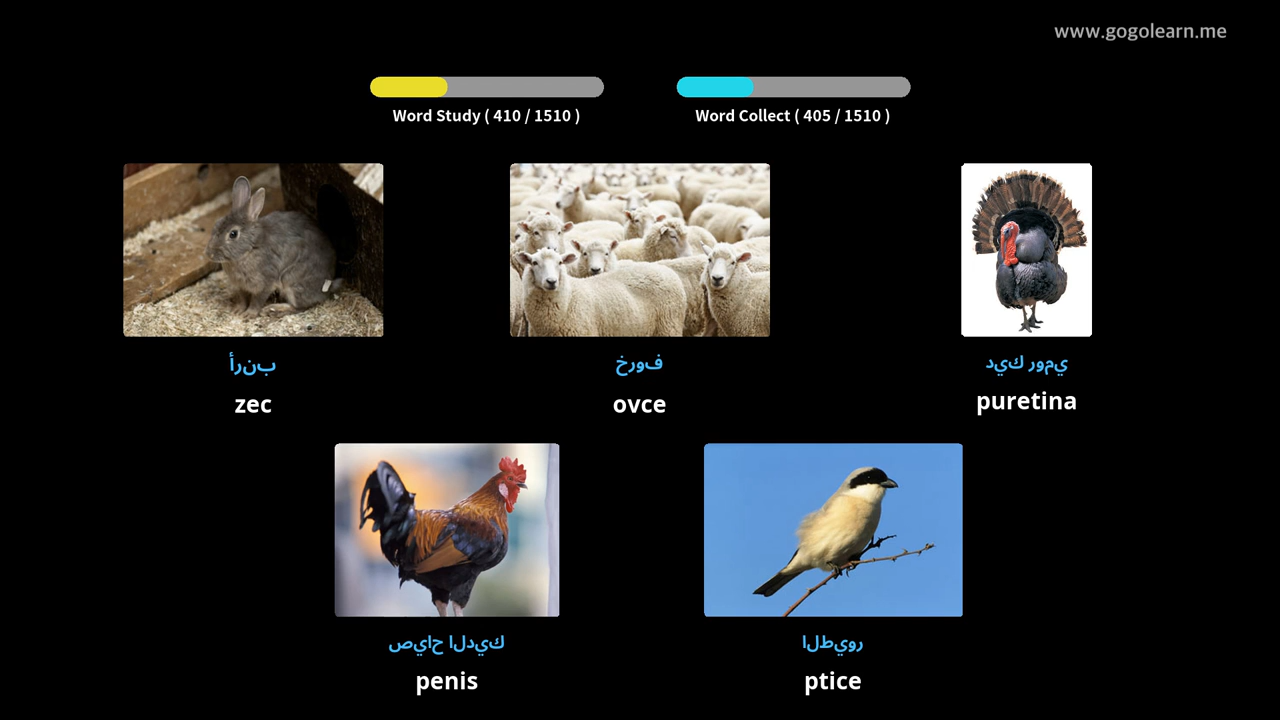 www.gogolearn.me
Word Study ( 410 / 1510 )
Word Collect ( 405 / 1510 )
أرنب
zec
خروف
ovce
ديك رومي
puretina
صياح الديك
penis
الطيور
ptice